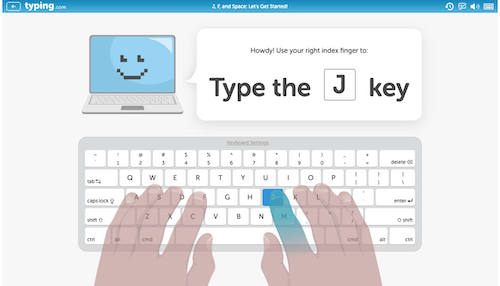 typing.com
J, F, and Space: Let's Get Started!
Howdy! Use your right index finger to:
Type the J key
Keyboard Settings
~ ! @ # $ % ^ & * ( ) _ +
` 1 2 3 4 5 6 7 8 9 0 - = delete
tab Q W E R T Y U I O P { } |
[ ] \
caps lock A S D F G H J K L enter
shift Z X C V B N M shift
ctrl alt cmd cmd alt ctrl